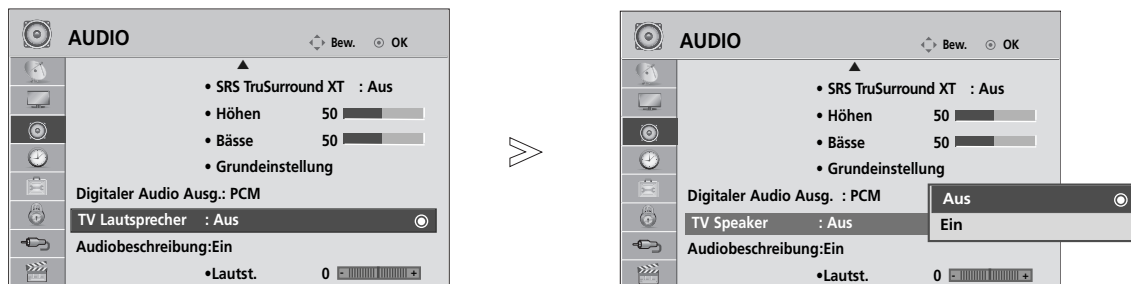 AUDIO
Bew. OK
• SRS TruSurround XT : Aus
• Höhen 50
• Bässe 50
• Grundeinstellung
Digitaler Audio Ausg.: PCM
TV Lautsprecher : Aus
Audiobeschreibung:Ein
•Lautst. 0 - +
AUDIO
Bew. OK
• SRS TruSurround XT : Aus
• Höhen 50
• Bässe 50
• Grundeinstellung
Digitaler Audio Ausg. : PCM
TV Speaker : Aus
Aus
Ein
Audiobeschreibung:Ein
•Lautst. 0 - +